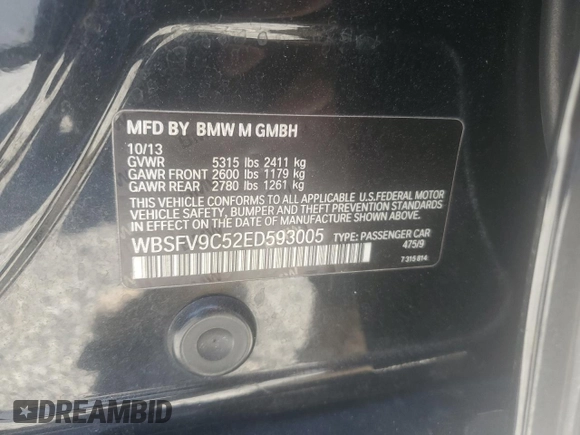 MFD BY BMW M GMBH
10/13
GVWR 5315 lbs 2411 kg
GAWR FRONT 2600 lbs 1179 kg
GAWR REAR 2780 lbs 1261 kg
THIS VEHICLE CONFORMS TO ALL APPLICABLE U.S.FEDERAL MOTOR
VEHICLE SAFETY, BUMPER AND THEFT PREVENTION STANDARDS
IN EFFECT ON THE DATE OF MANUFACTURE SHOWN ABOVE.
WBSFV9C52ED593005 TYPE: PASSENGER CAR
475/9
7 315 814
DREAMBID